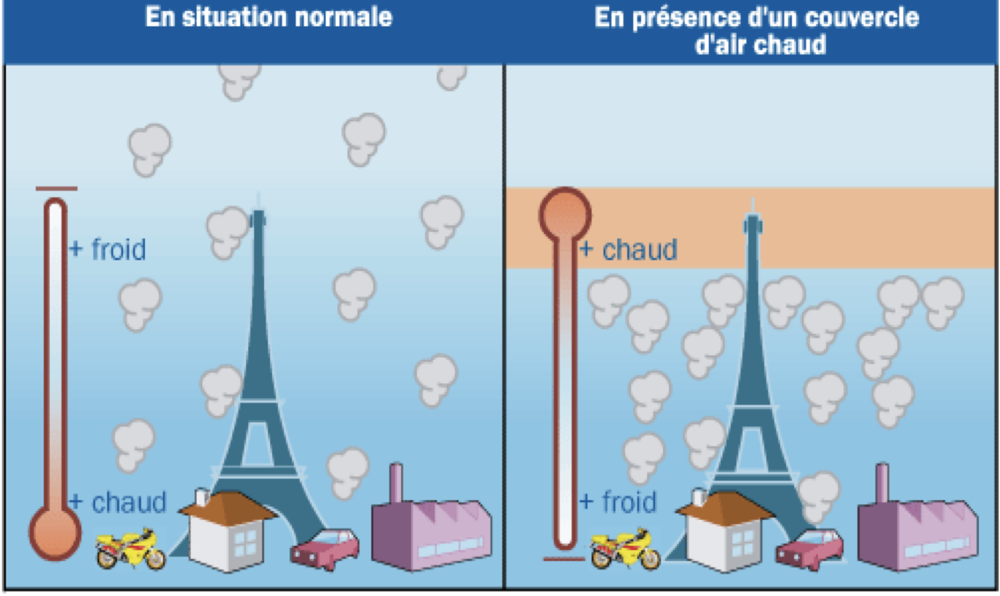 En situation normale
En présence d'un couvercle
d'air chaud
+ froid
+ chaud
+ chaud
+ froid